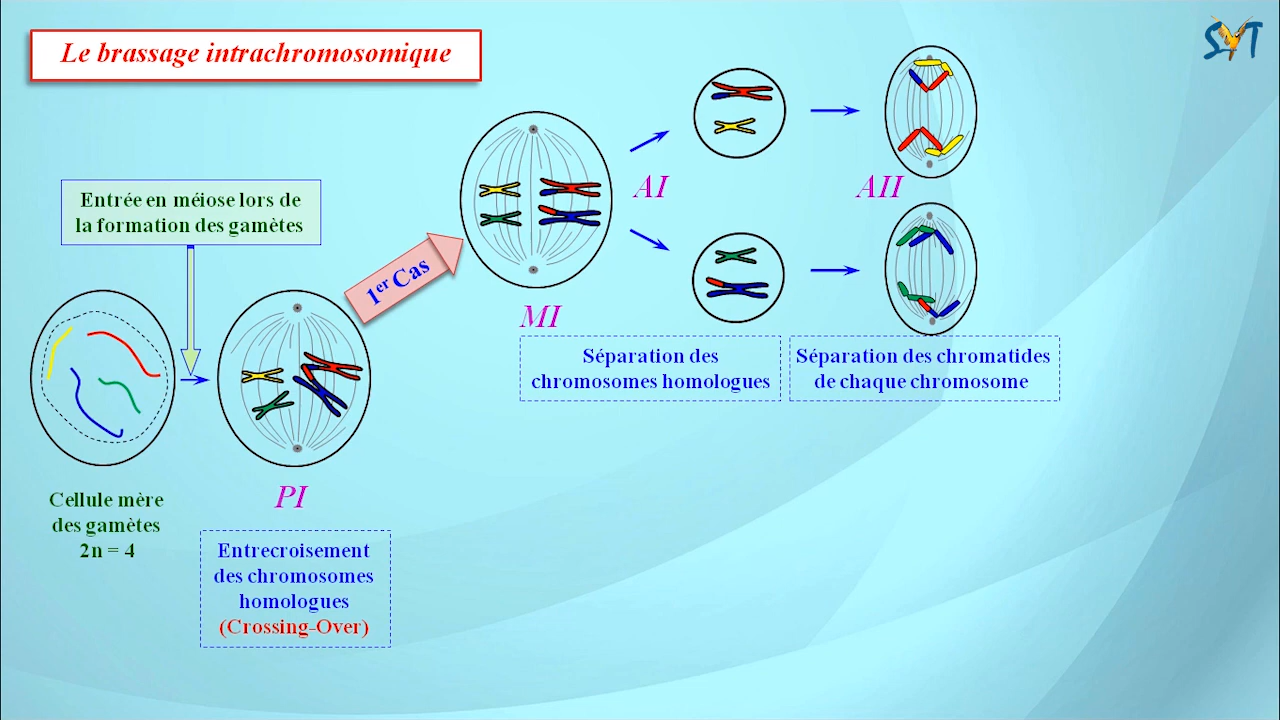 Le brassage intrachromosomique
SVT
Entrée en méiose lors de
la formation des gamètes
1er Cas
AI
AII
MI
Séparation des
chromosomes homologues
Séparation des chromatides
de chaque chromosome
Cellule mère
des gamètes
2n = 4
PI
Entrecroisement
des chromosomes
homologues
(Crossing-Over)